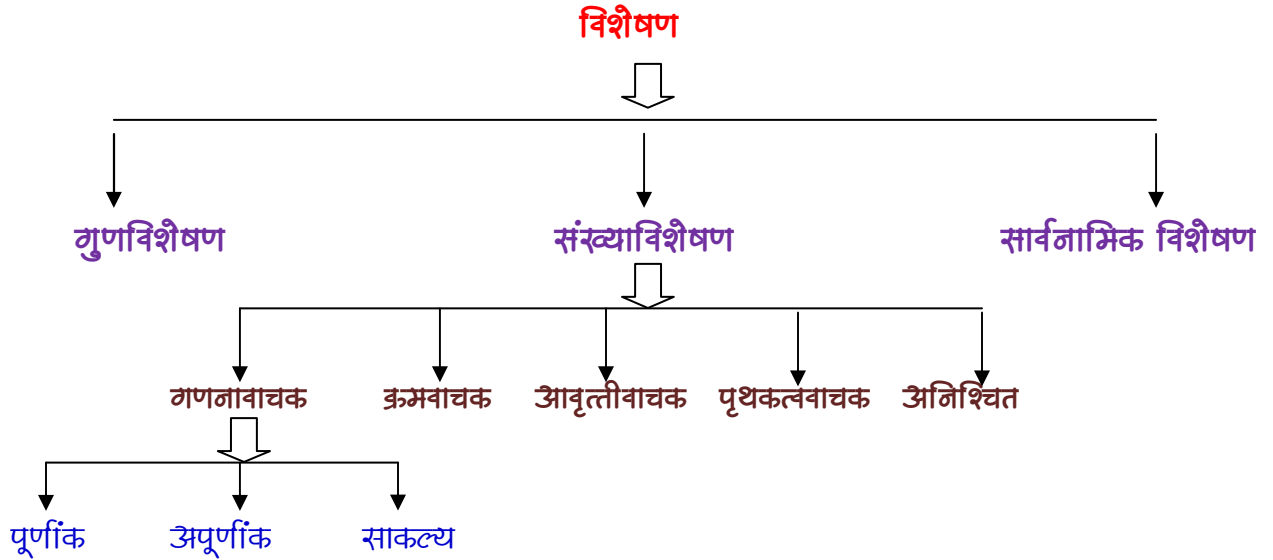 विशेषण
गुणविशेषण संख्याविशेषण सार्वनामिक विशेषण
गणनावाचक क्रमवाचक आवृत्तीवाचक पृथकत्ववाचक अनिश्चित
पूर्णांक अपूर्णांक साकल्य